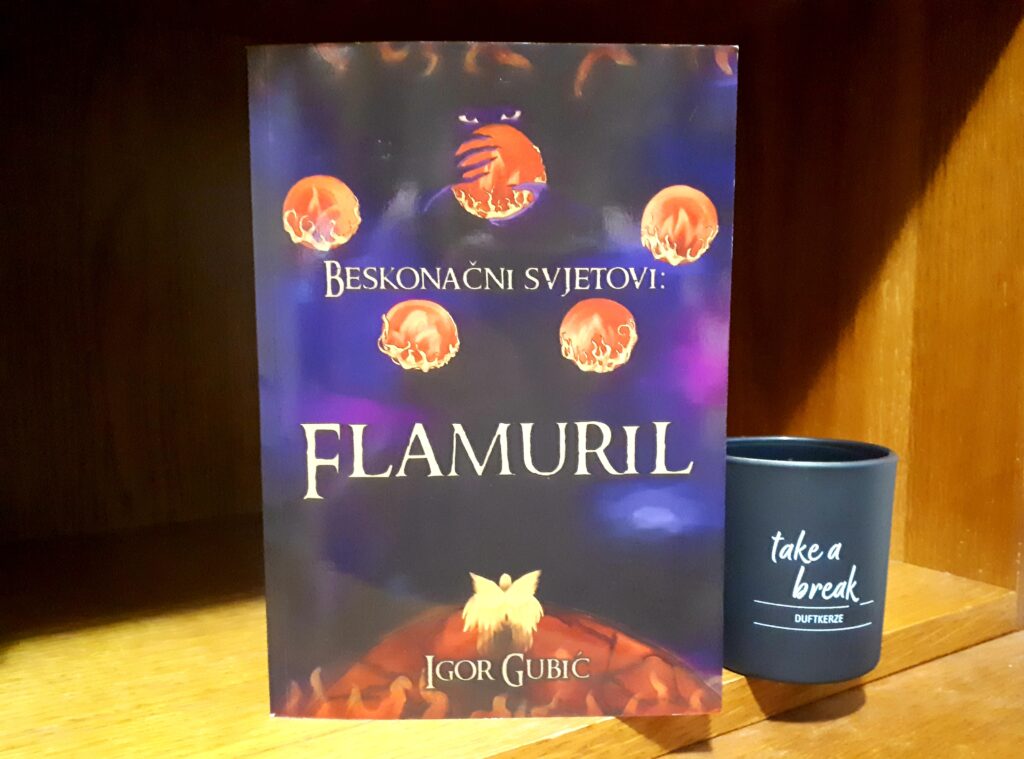 Beskonačni svjetovi:
Flamuril
Igor Gubić
take a
break
DUFTKERZE